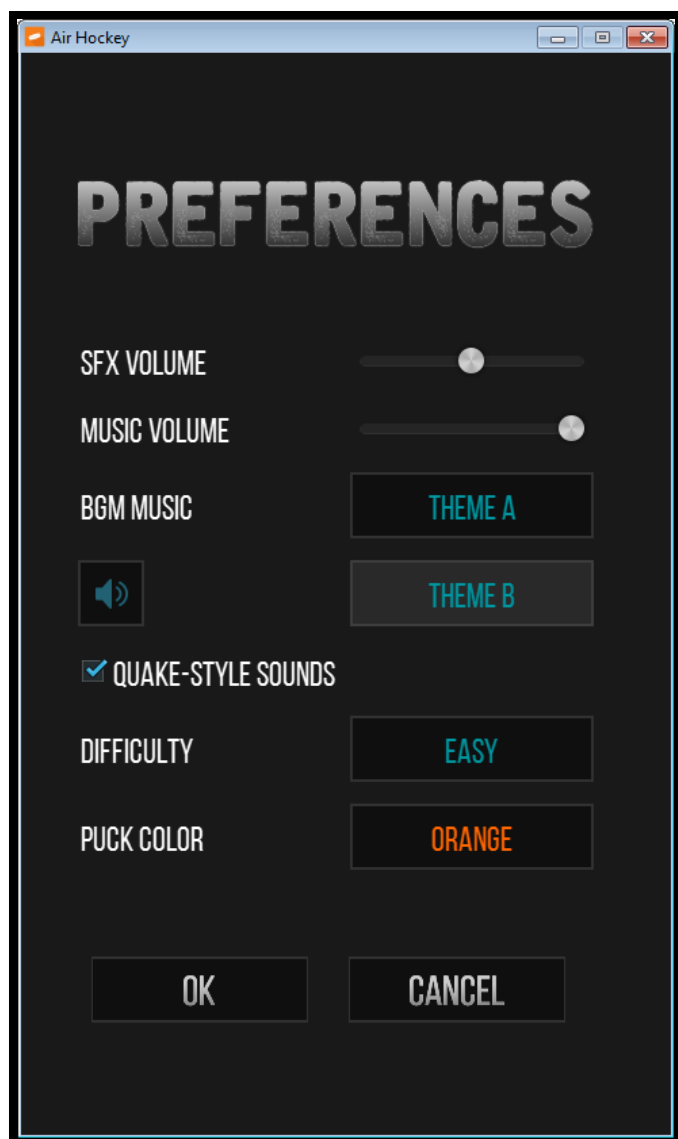 Air Hockey
PREFERENCES
SFX VOLUME
MUSIC VOLUME
BGM MUSIC THEME A
THEME B
QUAKE-STYLE SOUNDS
DIFFICULTY EASY
PUCK COLOR ORANGE
OK CANCEL